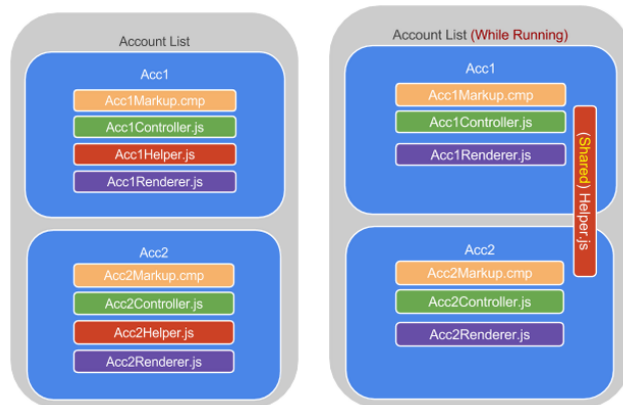 Account List
Acc1
Acc1Markup.cmp
Acc1Controller.js
Acc1Helper.js
Acc1Renderer.js
Acc2
Acc2Markup.cmp
Acc2Controller.js
Acc2Helper.js
Acc2Renderer.js
Account List (While Running)
Acc1
Acc1Markup.cmp
Acc1Controller.js
Acc1Renderer.js
(Shared) Helper.js
Acc2
Acc2Markup.cmp
Acc2Controller.js
Acc2Renderer.js